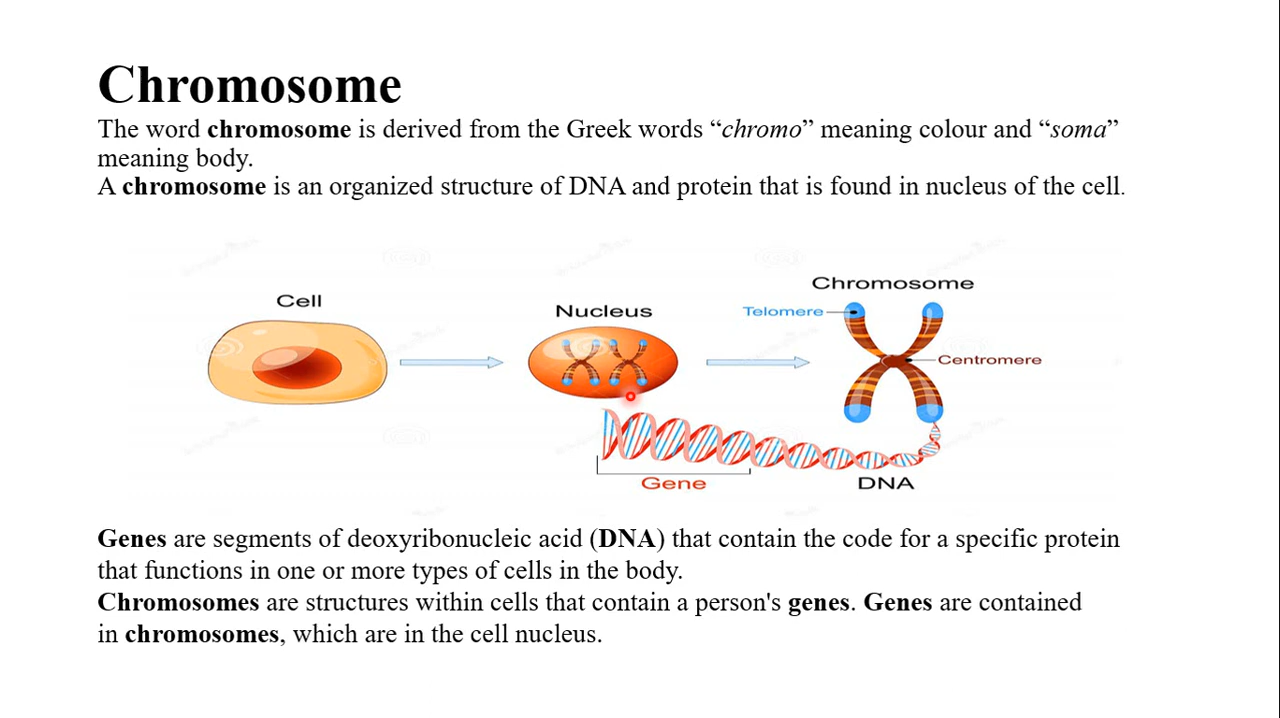 Chromosome
The word chromosome is derived from the Greek words “chromo” meaning colour and “soma”
meaning body.
A chromosome is an organized structure of DNA and protein that is found in nucleus of the cell.
Chromosome
Cell
Nucleus
Telomere
Centromere
Gene
DNA
Genes are segments of deoxyribonucleic acid (DNA) that contain the code for a specific protein
that functions in one or more types of cells in the body.
Chromosomes are structures within cells that contain a person's genes. Genes are contained
in chromosomes, which are in the cell nucleus.